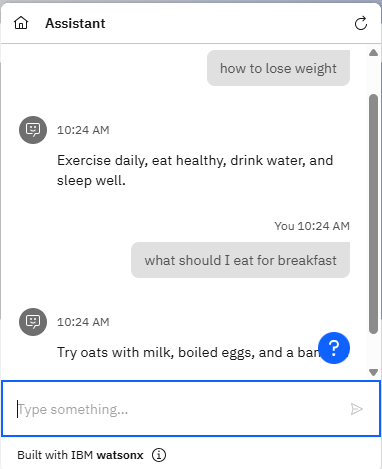 Assistant
how to lose weight
10:24 AM
Exercise daily, eat healthy, drink water, and
sleep well.
You 10:24 AM
what should I eat for breakfast
10:24 AM
Try oats with milk, boiled eggs, and a
?
Type something...
Built with IBM watsonx